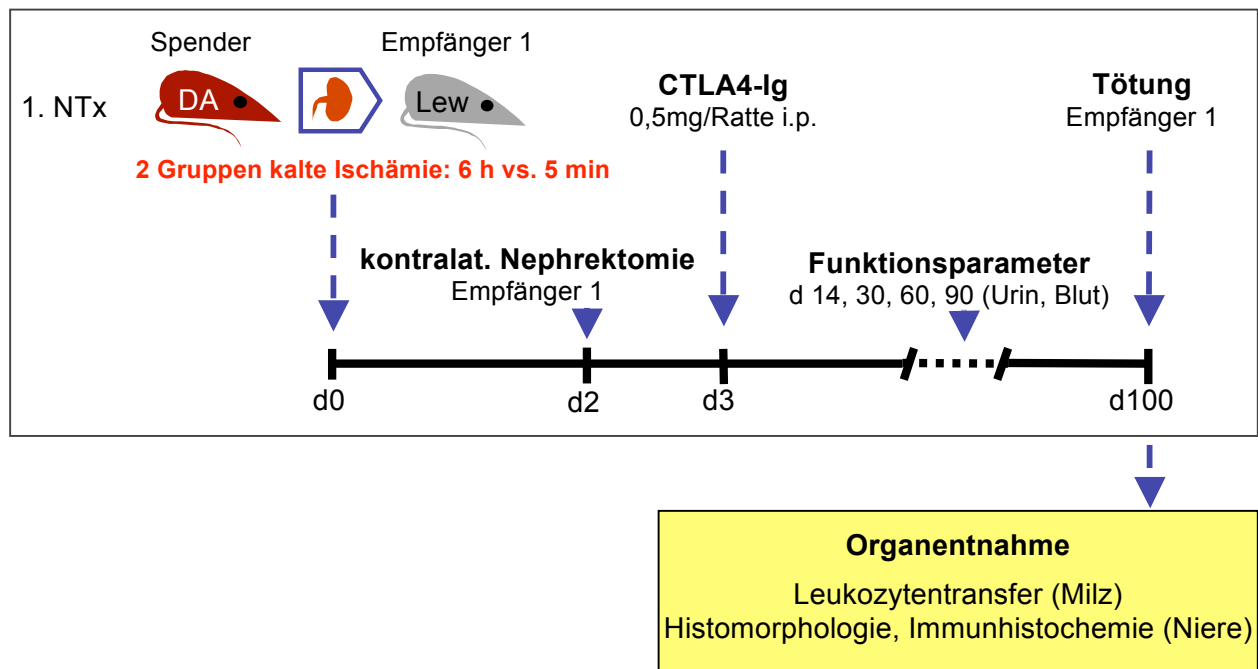 Spender
Empfänger 1
1. NTx
DA
Lew
2 Gruppen kalte Ischämie: 6 h vs. 5 min
CTLA4-Ig
0,5mg/Ratte i.p.
Tötung
Empfänger 1
kontralat. Nephrektomie
Empfänger 1
Funktionsparameter
d 14, 30, 60, 90 (Urin, Blut)
d0
d2
d3
d100
Organentnahme
Leukozytentransfer (Milz)
Histomorphologie, Immunhistochemie (Niere)